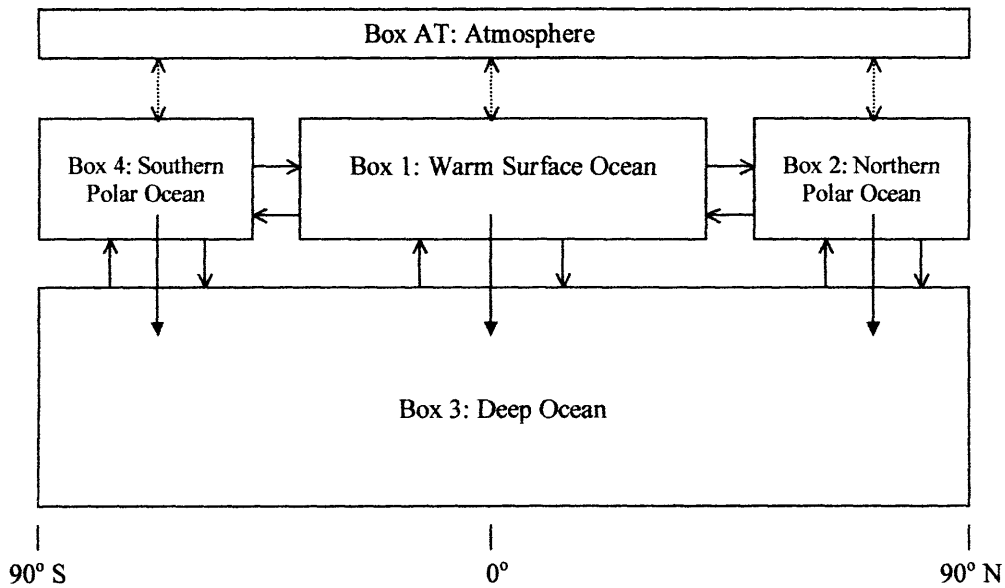 Box AT: Atmosphere
Box 4: Southern
Polar Ocean
Box 1: Warm Surface Ocean
Box 2: Northern
Polar Ocean
Box 3: Deep Ocean
90° S
0°
90° N